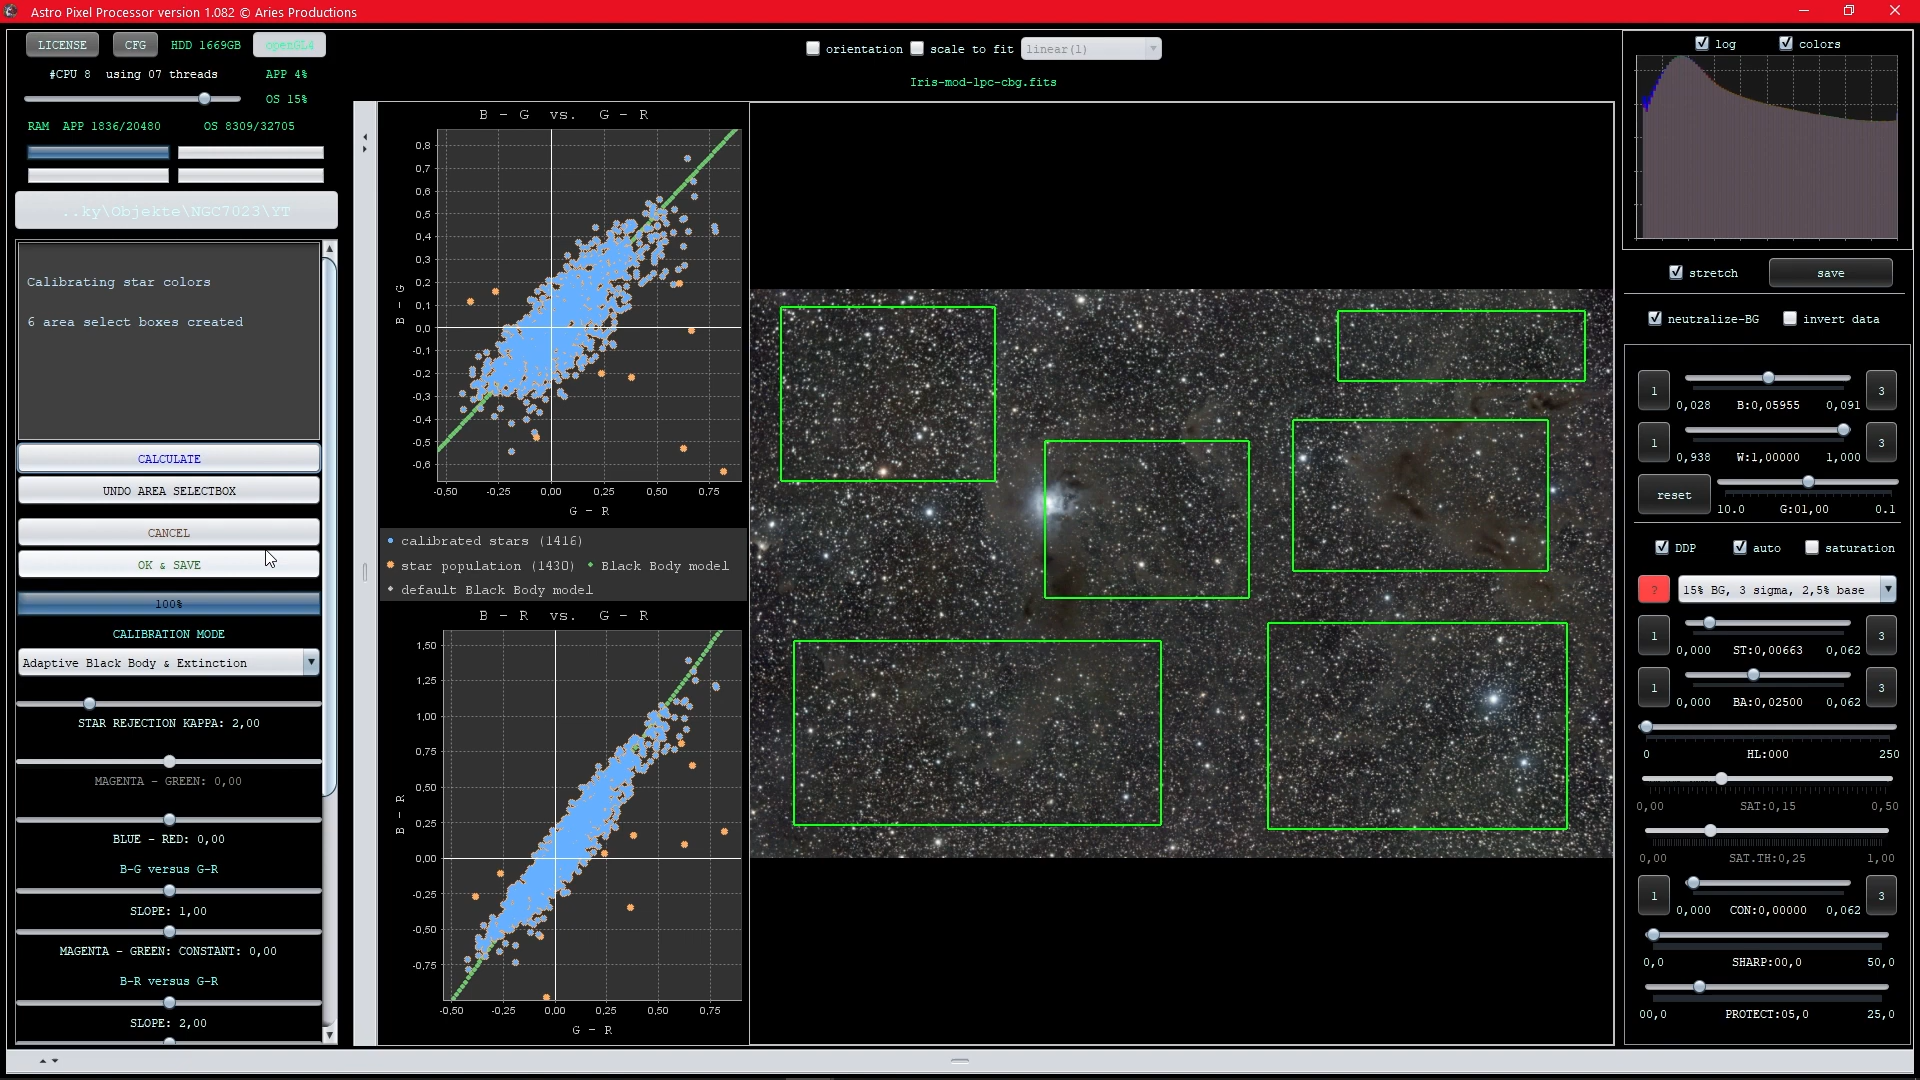 Astro Pixel Processor version 1.082 © Aries Productions
LICENSE CFG HDD 1669GB openGL4
#CPU 8 using 07 threads APP 4%
OS 15%
RAM APP 1836/20480 OS 8309/32705
..ky\Objekte\NGC7023\YT
Calibrating star colors
6 area select boxes created
CALCULATE
UNDO AREA SELECTBOX
CANCEL
OK & SAVE
100%
CALIBRATION MODE
Adaptive Black Body & Extinction
STAR REJECTION KAPPA: 2,00
MAGENTA - GREEN: 0,00
BLUE - RED: 0,00
B-G versus G-R
SLOPE: 1,00
MAGENTA - GREEN: CONSTANT: 0,00
B-R versus G-R
SLOPE: 2,00
orientation scale to fit linear(1)
Iris-mod-lpc-cbg.fits
B - G vs. G - R
0,8
0,7
0,6
0,5
0,4
0,3
0,2
0,1
0,0
-0,1
-0,2
-0,3
-0,4
-0,5
-0,6
B - G
-0,50 -0,25 0,00 0,25 0,50 0,75
G - R
calibrated stars (1416)
star population (1430) Black Body model
default Black Body model
B - R vs. G - R
1,50
1,25
1,00
0,75
0,50
0,25
0,00
-0,25
-0,50
-0,75
B - R
-0,50 -0,25 0,00 0,25 0,50 0,75
G - R
log colors
stretch save
neutralize-BG invert data
1 3
0,028 B:0,05955 0,091
1 3
0,938 W:1,00000 1,000
reset
10.0 G:01,00 0.1
DDP auto saturation
? 15% BG, 3 sigma, 2,5% base
1 3
0,000 ST:0,00663 0,062
1 3
0,000 BA:0,02500 0,062
0 HL:000 250
0,00 SAT:0,15 0,50
0,00 SAT.TH:0,25 1,00
1 3
0,000 CON:0,00000 0,062
0,0 SHARP:00,0 50,0
00,0 PROTECT:05,0 25,0